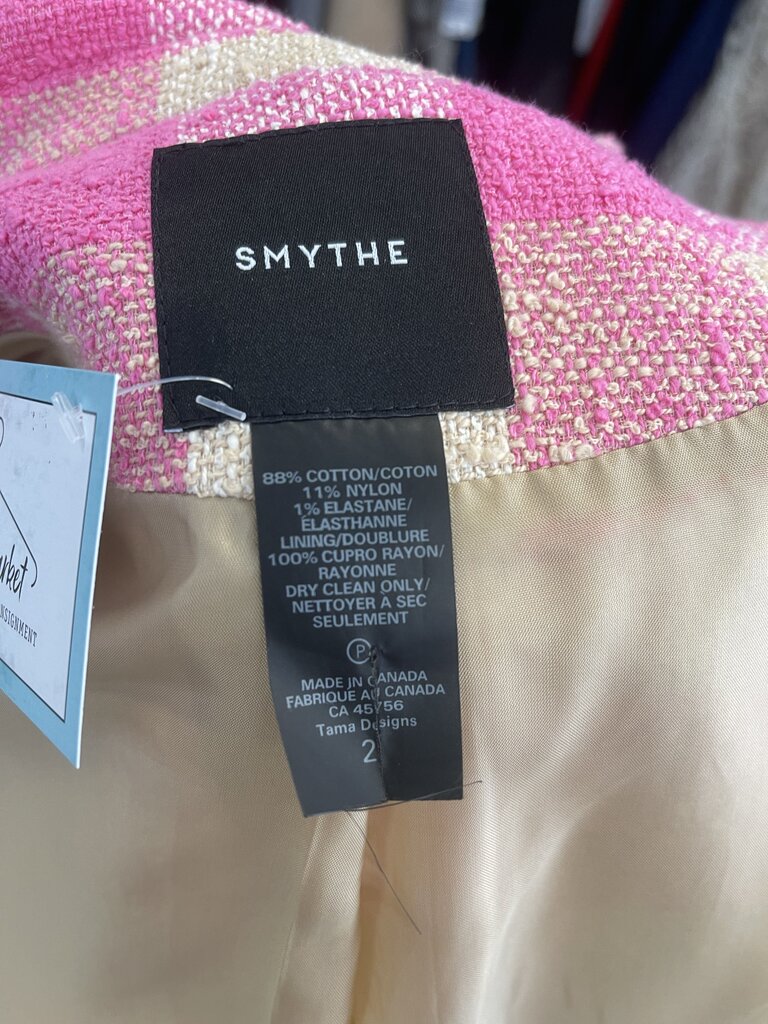 SMYTHE
88% COTTON/COTON
11% NYLON
1% ELASTANE/
ÉLASTHANNE
LINING/DOUBLURE
100% CUPRO RAYON/
RAYONNE
DRY CLEAN ONLY/
NETTOYER À SEC
SEULEMENT
P
MADE IN CANADA
FABRIQUE AU CANADA
CA 45756
Tama Designs
2